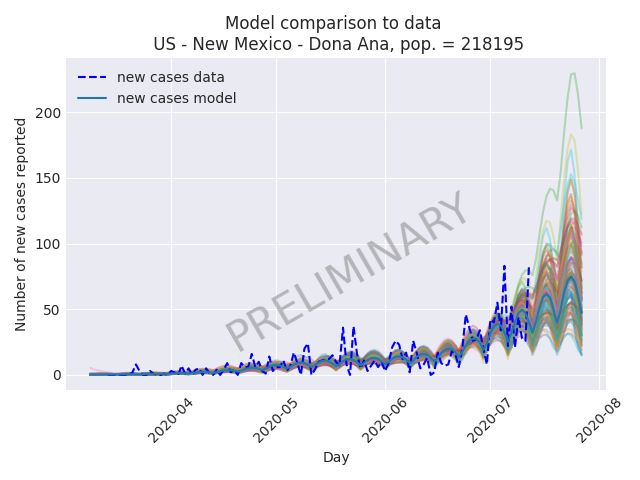 Model comparison to data
US - New Mexico - Dona Ana, pop. = 218195
new cases data
new cases model
Number of new cases reported
200
150
100
50
0
PRELIMINARY
2020-04
2020-05
2020-06
2020-07
2020-08
Day